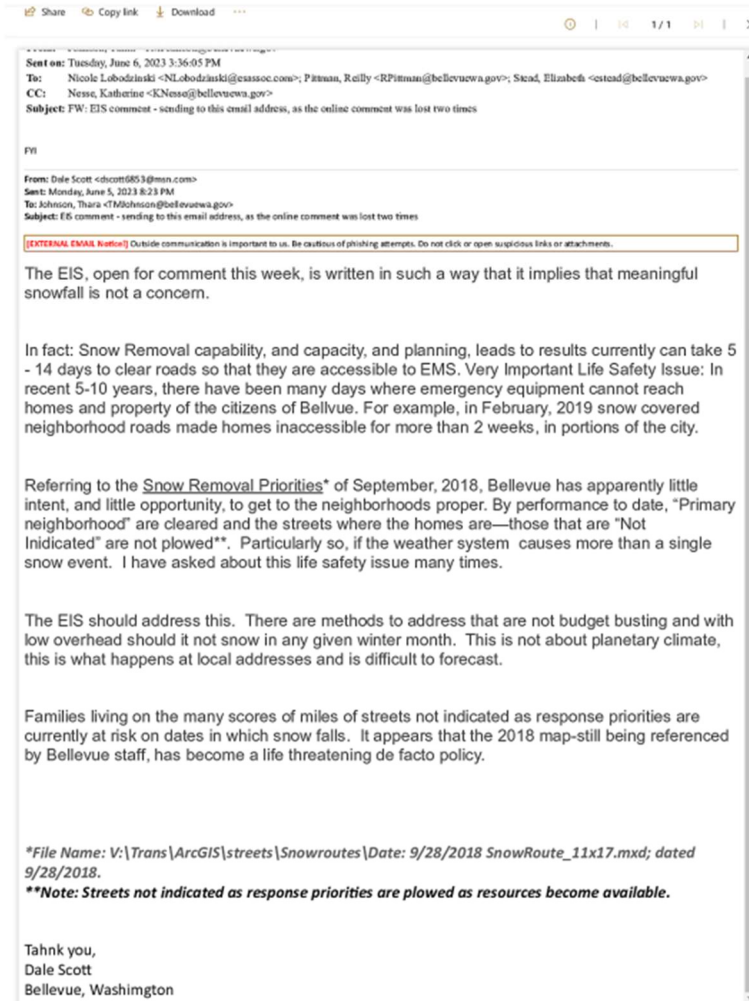 Share Copy link Download ...
1/1
Sent on: Tuesday, June 6, 2023 3:36:05 PM
To: Nicole Lobodzinski <NLobodzinski@esassoc.com>; Pittman, Reilly <RPittman@bellevuewa.gov>; Stead, Elizabeth <estead@bellevuewa.gov>
CC: Nesse, Katherine <KNesse@bellevuewa.gov>
Subject: FW: EIS comment - sending to this email address, as the online comment was lost two times
FYI
From: Dale Scott <dscott6853@msn.com>
Sent: Monday, June 5, 2023 8:23 PM
To: Johnson, Thara <TMJohnson@bellevuewa.gov>
Subject: EIS comment - sending to this email address, as the online comment was lost two times
[EXTERNAL EMAIL Notice!] Outside communication is important to us. Be cautious of phishing attempts. Do not click or open suspicious links or attachments.
The EIS, open for comment this week, is written in such a way that it implies that meaningful
snowfall is not a concern.
In fact: Snow Removal capability, and capacity, and planning, leads to results currently can take 5
- 14 days to clear roads so that they are accessible to EMS. Very Important Life Safety Issue: In
recent 5-10 years, there have been many days where emergency equipment cannot reach
homes and property of the citizens of Bellvue. For example, in February, 2019 snow covered
neighborhood roads made homes inaccessible for more than 2 weeks, in portions of the city.
Referring to the Snow Removal Priorities* of September, 2018, Bellevue has apparently little
intent, and little opportunity, to get to the neighborhoods proper. By performance to date, “Primary
neighborhood” are cleared and the streets where the homes are—those that are “Not
Inidicated” are not plowed**. Particularly so, if the weather system causes more than a single
snow event. I have asked about this life safety issue many times.
The EIS should address this. There are methods to address that are not budget busting and with
low overhead should it not snow in any given winter month. This is not about planetary climate,
this is what happens at local addresses and is difficult to forecast.
Families living on the many scores of miles of streets not indicated as response priorities are
currently at risk on dates in which snow falls. It appears that the 2018 map-still being referenced
by Bellevue staff, has become a life threatening de facto policy.
*File Name: V:\Trans\ArcGIS\streets\Snowroutes\Date: 9/28/2018 SnowRoute_11x17.mxd; dated
9/28/2018.
**Note: Streets not indicated as response priorities are plowed as resources become available.
Tahnk you,
Dale Scott
Bellevue, Washimgton